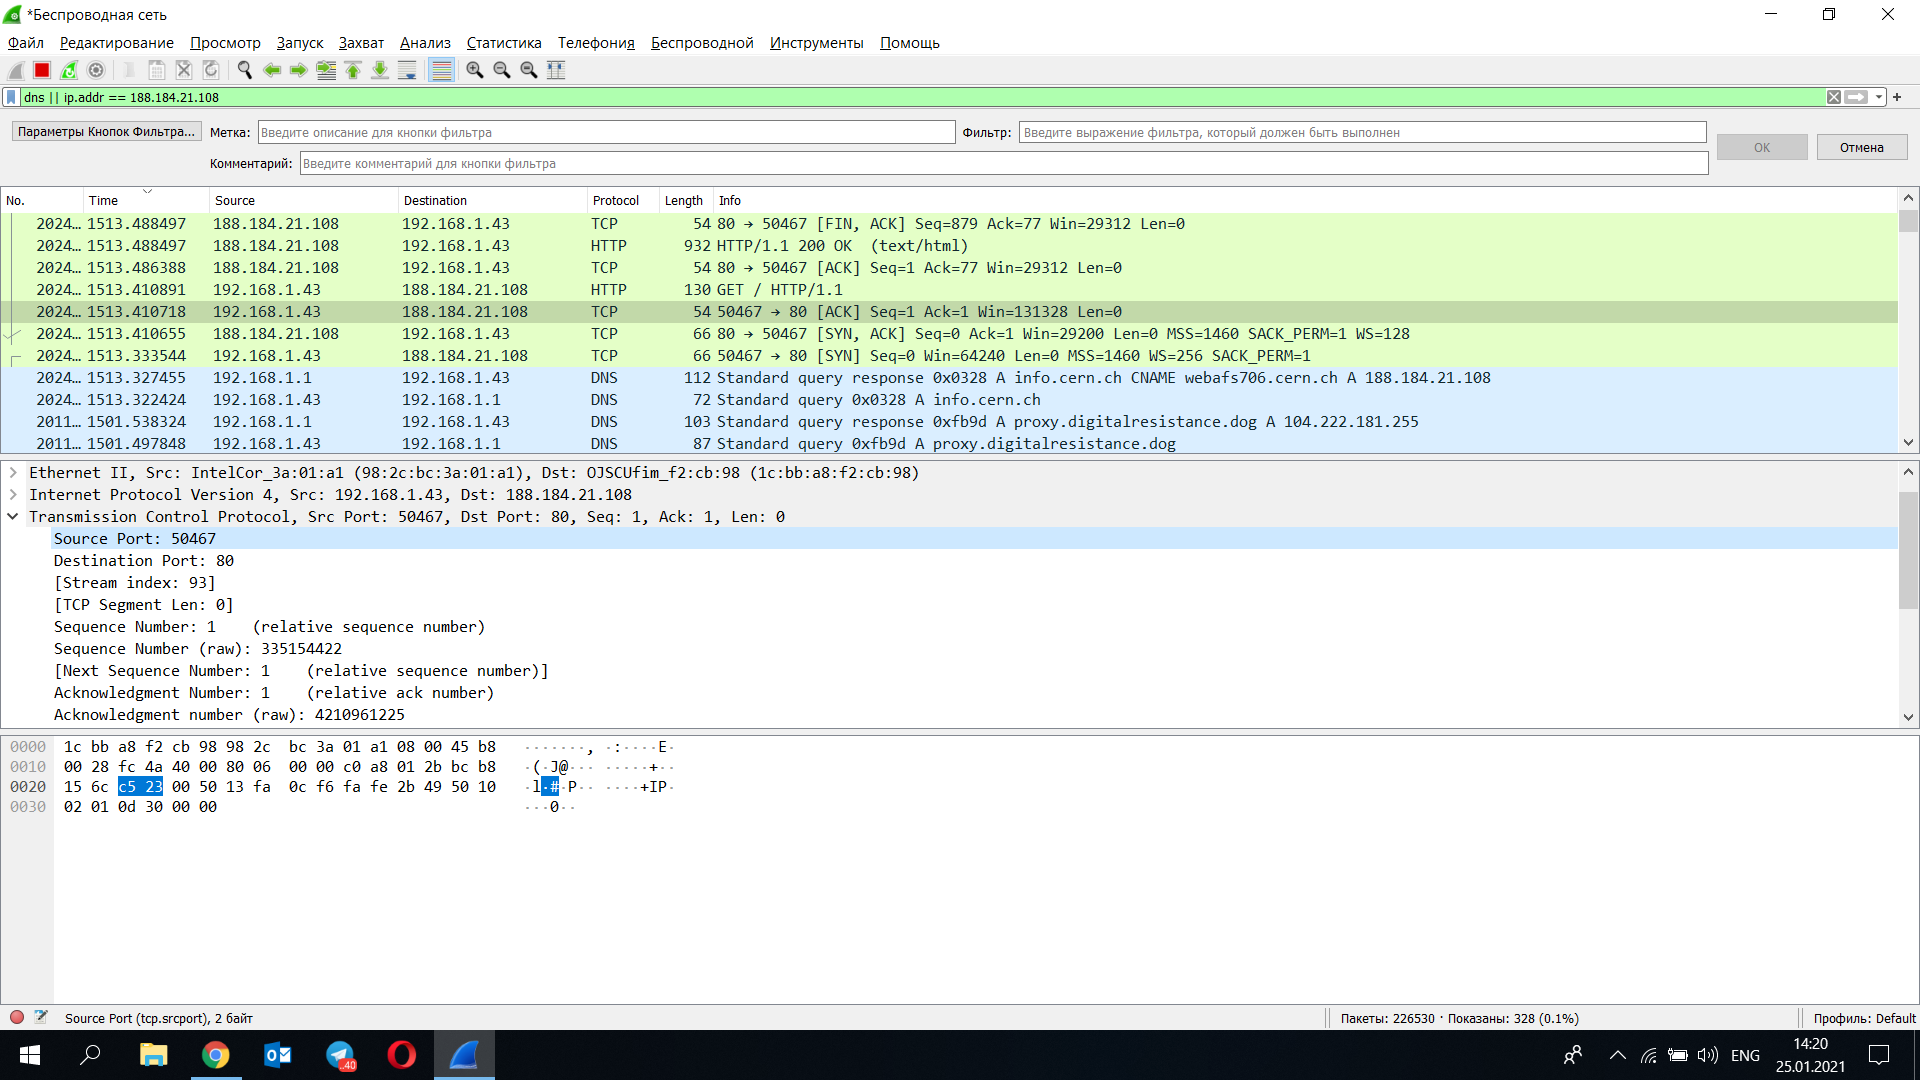 *Беспроводная сеть
Файл Редактирование Просмотр Запуск Захват Анализ Статистика Телефония Беспроводной Инструменты Помощь
dns || ip.addr == 188.184.21.108
Параметры Кнопок Фильтра... Метка: Введите описание для кнопки фильтра Фильтр: Введите выражение фильтра, который должен быть выполнен
OK Отмена
Комментарий: Введите комментарий для кнопки фильтра
No. Time Source Destination Protocol Length Info
2024... 1513.488497 188.184.21.108 192.168.1.43 TCP 54 80 → 50467 [FIN, ACK] Seq=879 Ack=77 Win=29312 Len=0
2024... 1513.488497 188.184.21.108 192.168.1.43 HTTP 932 HTTP/1.1 200 OK (text/html)
2024... 1513.486388 188.184.21.108 192.168.1.43 TCP 54 80 → 50467 [ACK] Seq=1 Ack=77 Win=29312 Len=0
2024... 1513.410891 192.168.1.43 188.184.21.108 HTTP 130 GET / HTTP/1.1
2024... 1513.410718 192.168.1.43 188.184.21.108 TCP 54 50467 → 80 [ACK] Seq=1 Ack=1 Win=131328 Len=0
2024... 1513.410655 188.184.21.108 192.168.1.43 TCP 66 80 → 50467 [SYN, ACK] Seq=0 Ack=1 Win=29200 Len=0 MSS=1460 SACK_PERM=1 WS=128
2024... 1513.333544 192.168.1.43 188.184.21.108 TCP 66 50467 → 80 [SYN] Seq=0 Win=64240 Len=0 MSS=1460 WS=256 SACK_PERM=1
2024... 1513.327455 192.168.1.1 192.168.1.43 DNS 112 Standard query response 0x0328 A info.cern.ch CNAME webafs706.cern.ch A 188.184.21.108
2024... 1513.322424 192.168.1.43 192.168.1.1 DNS 72 Standard query 0x0328 A info.cern.ch
2011... 1501.538324 192.168.1.1 192.168.1.43 DNS 103 Standard query response 0xfb9d A proxy.digitalresistance.dog A 104.222.181.255
2011... 1501.497848 192.168.1.43 192.168.1.1 DNS 87 Standard query 0xfb9d A proxy.digitalresistance.dog
Ethernet II, Src: IntelCor_3a:01:a1 (98:2c:bc:3a:01:a1), Dst: OJSCUfim_f2:cb:98 (1c:bb:a8:f2:cb:98)
Internet Protocol Version 4, Src: 192.168.1.43, Dst: 188.184.21.108
Transmission Control Protocol, Src Port: 50467, Dst Port: 80, Seq: 1, Ack: 1, Len: 0
Source Port: 50467
Destination Port: 80
[Stream index: 93]
[TCP Segment Len: 0]
Sequence Number: 1 (relative sequence number)
Sequence Number (raw): 335154422
[Next Sequence Number: 1 (relative sequence number)]
Acknowledgment Number: 1 (relative ack number)
Acknowledgment number (raw): 4210961225
0000 1c bb a8 f2 cb 98 98 2c bc 3a 01 a1 08 00 45 b8 ·······, ·:····E·
0010 00 28 fc 4a 40 00 80 06 00 00 c0 a8 01 2b bc b8 ·(·J@··· ·····+··
0020 15 6c c5 23 00 50 13 fa 0c f6 fa fe 2b 49 50 10 ·l·#·P·· ····+IP·
0030 02 01 0d 30 00 00 ···0··
Source Port (tcp.srcport), 2 байт Пакеты: 226530 · Показаны: 328 (0.1%) Профиль: Default
.40 ENG 14:20
25.01.2021